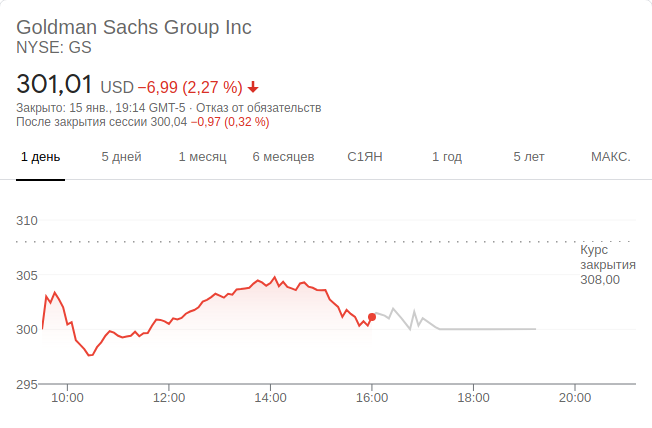 Goldman Sachs Group Inc
NYSE: GS
301,01 USD −6,99 (2,27 %)
Закрыто: 15 янв., 19:14 GMT-5 · Отказ от обязательств
После закрытия сессии 300,04 −0,97 (0,32 %)
1 день 5 дней 1 месяц 6 месяцев С1ЯН 1 год 5 лет МАКС.
310
Курс
закрытия
308,00
305
300
295
10:00 12:00 14:00 16:00 18:00 20:00